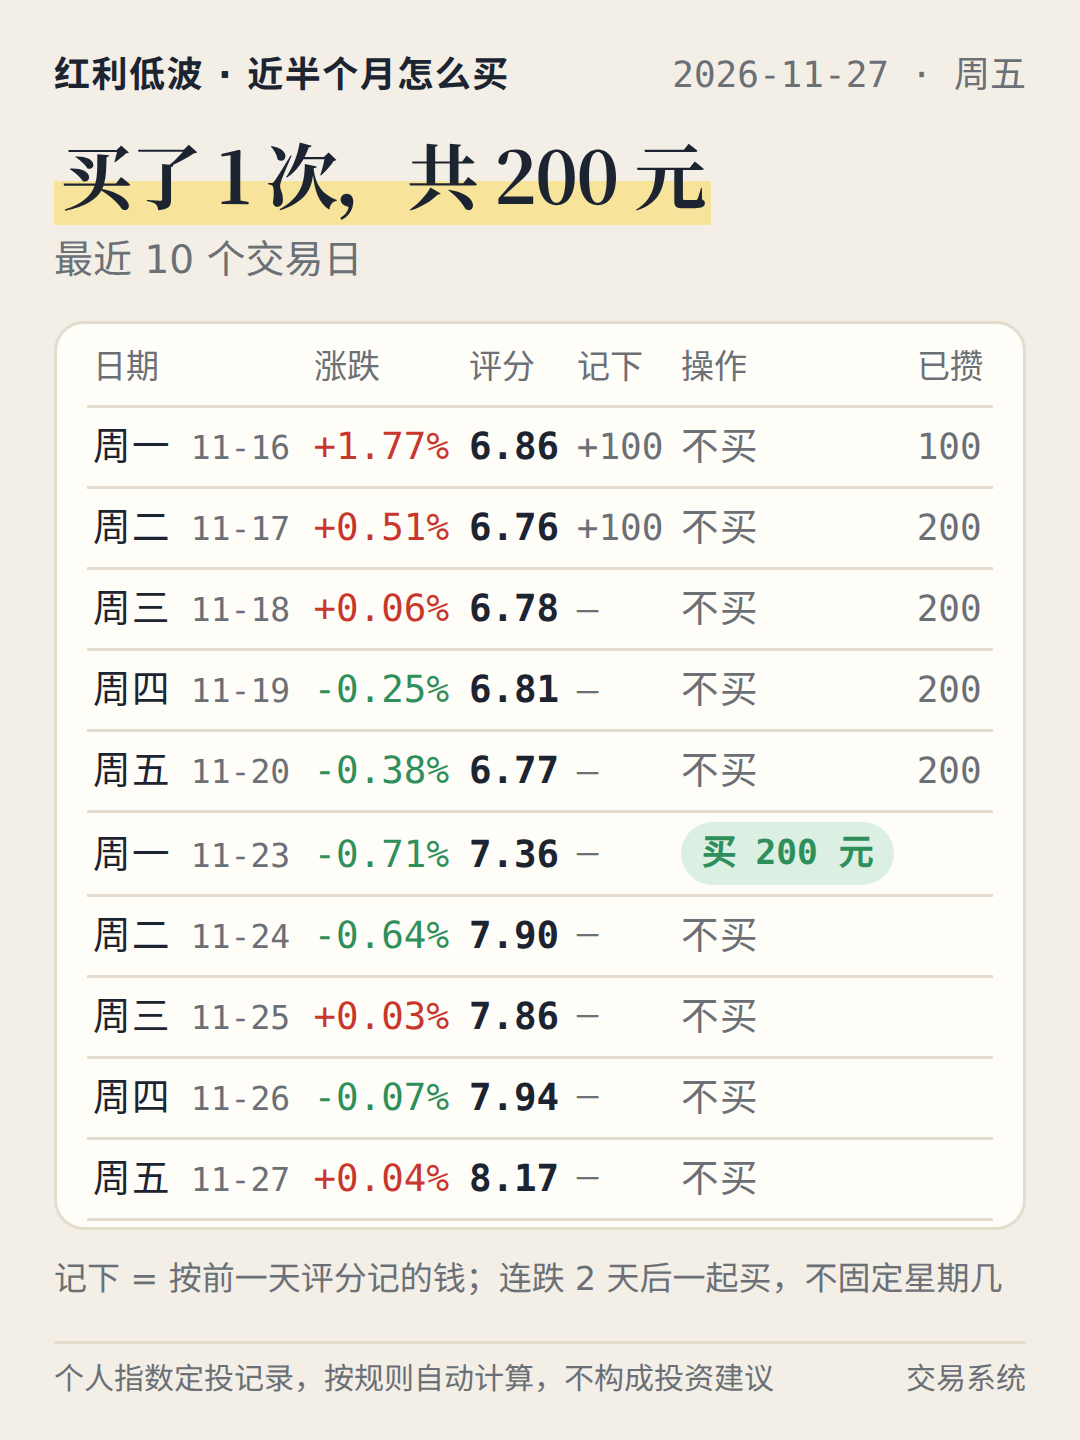 红利低波 · 近半个月怎么买 2026-11-27 · 周五
买了 1 次，共 200 元
最近 10 个交易日
日期 涨跌 评分 记下 操作 已攒
周一 11-16 +1.77% 6.86 +100 不买 100
周二 11-17 +0.51% 6.76 +100 不买 200
周三 11-18 +0.06% 6.78 — 不买 200
周四 11-19 -0.25% 6.81 — 不买 200
周五 11-20 -0.38% 6.77 — 不买 200
周一 11-23 -0.71% 7.36 — 买 200 元
周二 11-24 -0.64% 7.90 — 不买
周三 11-25 +0.03% 7.86 — 不买
周四 11-26 -0.07% 7.94 — 不买
周五 11-27 +0.04% 8.17 — 不买
记下 = 按前一天评分记的钱；连跌 2 天后一起买，不固定星期几
个人指数定投记录，按规则自动计算，不构成投资建议 交易系统